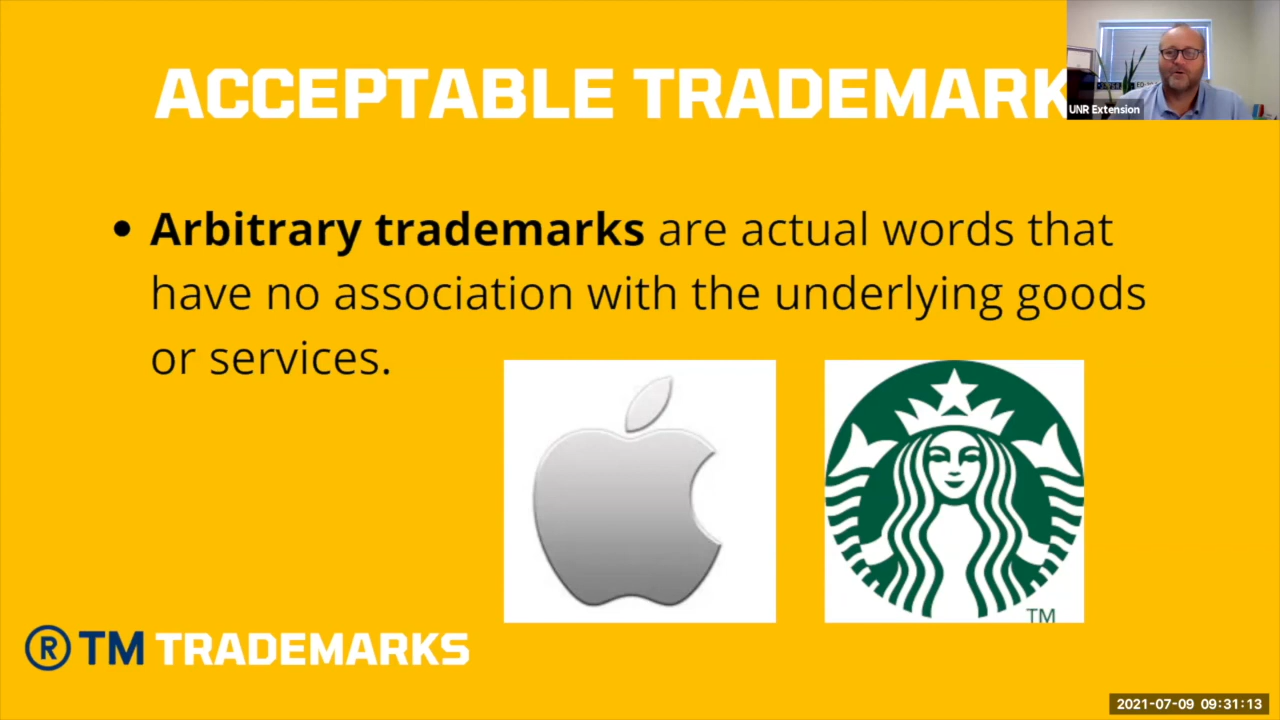 ACCEPTABLE TRADEMARK
UNR Extension
• Arbitrary trademarks are actual words that
have no association with the underlying goods
or services.
TM
® TM TRADEMARKS
2021-07-09 09:31:13